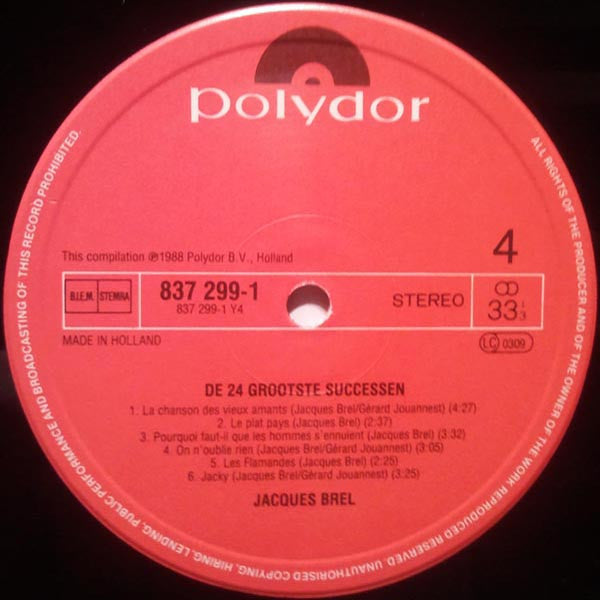 polydor
This compilation ℗1988 Polydor B.V., Holland
4
B.I.E.M. STEMRA
837 299-1
837 299-1 Y4
STEREO
33 1/3
MADE IN HOLLAND
LC 0309
DE 24 GROOTSTE SUCCESSEN
1. La chanson des vieux amants (Jacques Brel/Gérard Jouannest) (4:27)
2. Le plat pays (Jacques Brel) (2:37)
3. Pourquoi faut-il que les hommes s'ennuient (Jacques Brel) (3:32)
4. On n'oublie rien (Jacques Brel/Gérard Jouannest) (3:05)
5. Les Flamandes (Jacques Brel) (2:25)
6. Jacky (Jacques Brel/Gérard Jouannest) (3:25)
JACQUES BREL
ALL RIGHTS OF THE PRODUCER AND OF THE OWNER OF THE WORK REPRODUCED RESERVED. UNAUTHORISED COPYING, HIRING, LENDING, PUBLIC PERFORMANCE AND BROADCASTING OF THIS RECORD PROHIBITED.